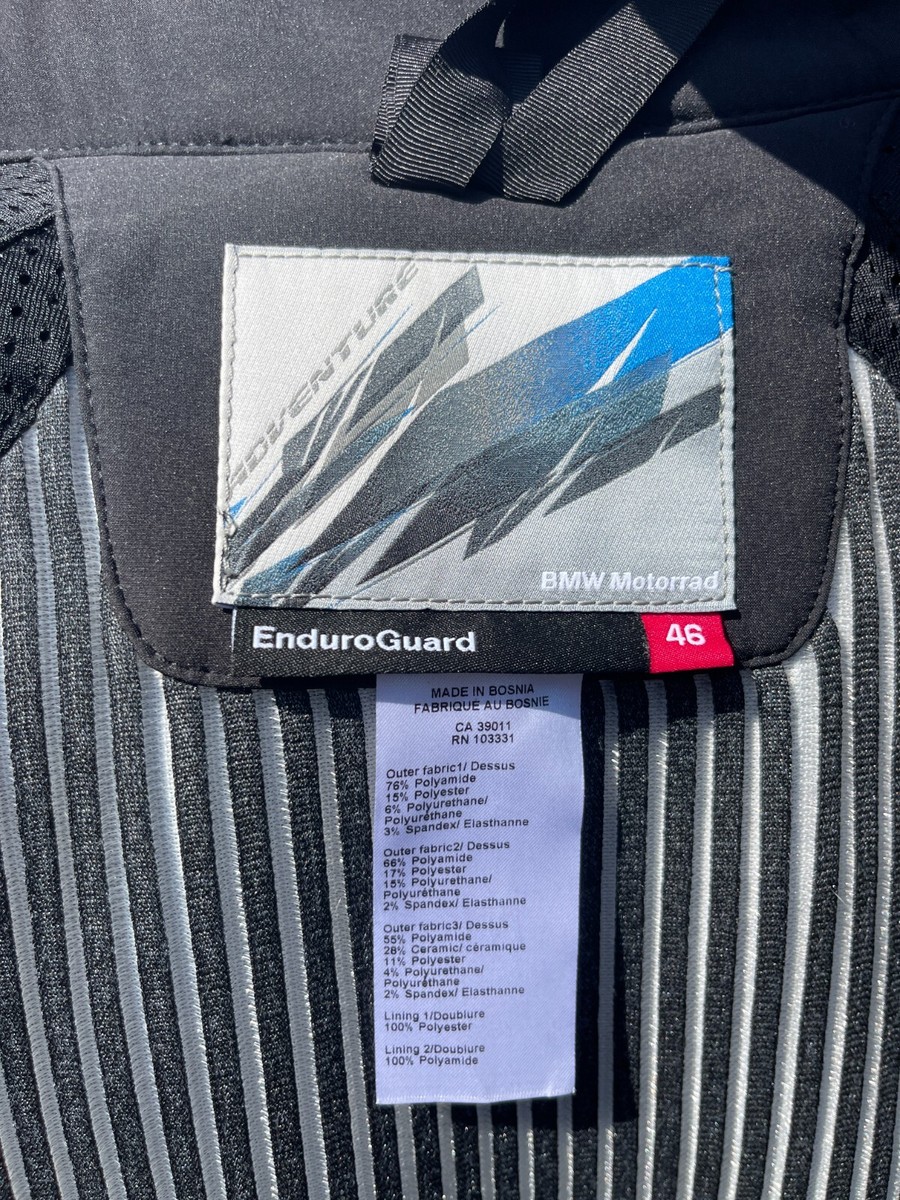 ADVENTURE
BMW Motorrad
EnduroGuard
46
MADE IN BOSNIA
FABRIQUE AU BOSNIE
CA 39011
RN 103331
Outer fabric1/ Dessus
76% Polyamide
15% Polyester
6% Polyurethane/
Polyuréthane
3% Spandex/ Elasthanne
Outer fabric2/ Dessus
66% Polyamide
17% Polyester
15% Polyurethane/
Polyuréthane
2% Spandex/ Elasthanne
Outer fabric3/ Dessus
55% Polyamide
28% Ceramic/ céramique
11% Polyester
4% Polyurethane/
Polyuréthane
2% Spandex/ Elasthanne
Lining 1/Doublure
100% Polyester
Lining 2/Doublure
100% Polyamide